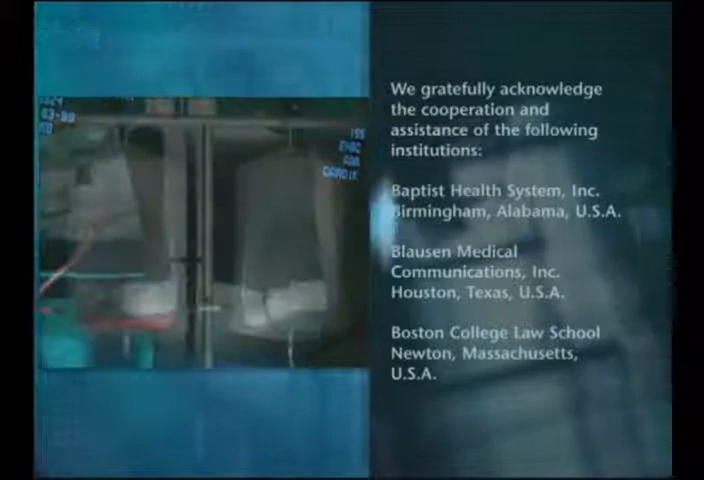 We gratefully acknowledge
the cooperation and
assistance of the following
institutions:
Baptist Health System, Inc.
Birmingham, Alabama, U.S.A.
Blausen Medical
Communications, Inc.
Houston, Texas, U.S.A.
Boston College Law School
Newton, Massachusetts,
U.S.A.